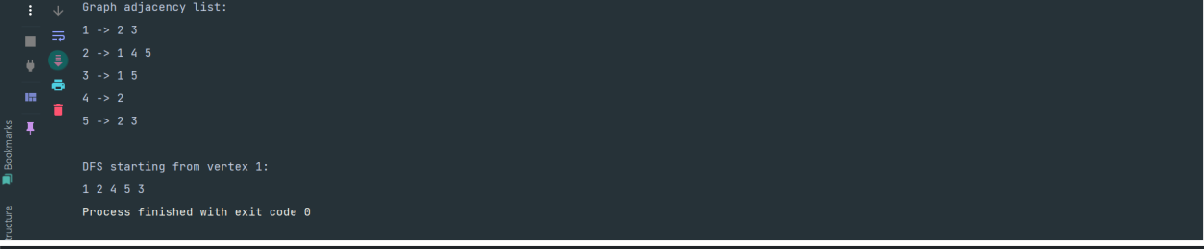 Graph adjacency list:
1 -> 2 3
2 -> 1 4 5
3 -> 1 5
4 -> 2
5 -> 2 3
DFS starting from vertex 1:
1 2 4 5 3
Process finished with exit code 0
Bookmarks